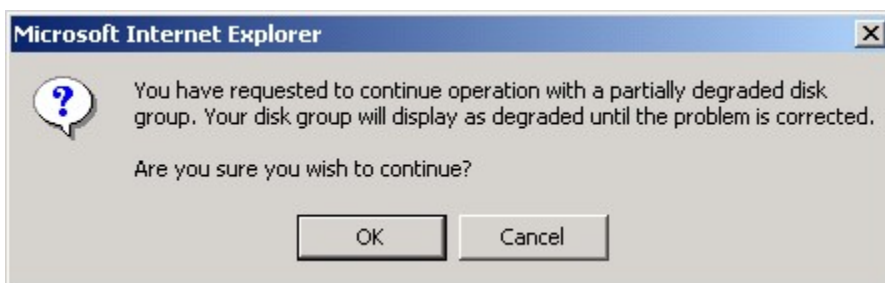 Microsoft Internet Explorer
You have requested to continue operation with a partially degraded disk
group. Your disk group will display as degraded until the problem is corrected.
Are you sure you wish to continue?
OK Cancel